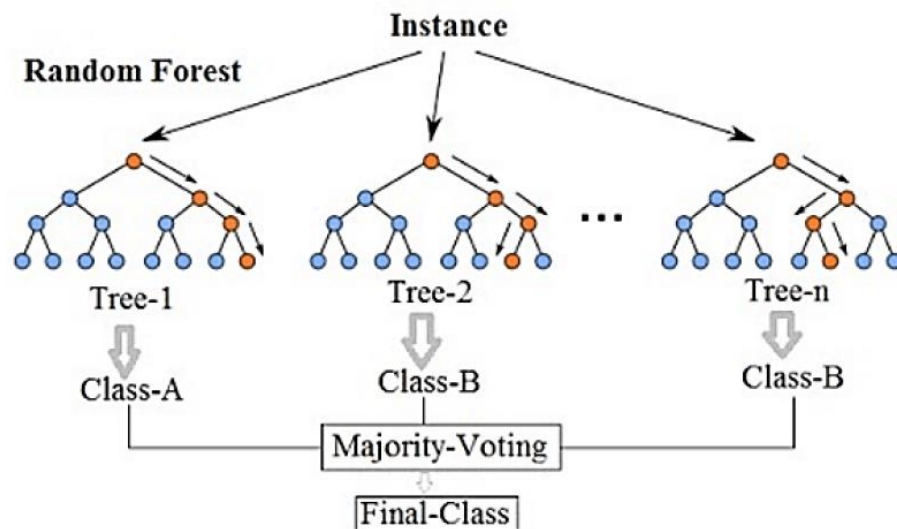 Instance
Random Forest
...
Tree-1
Tree-2
Tree-n
Class-A
Class-B
Class-B
Majority-Voting
Final-Class